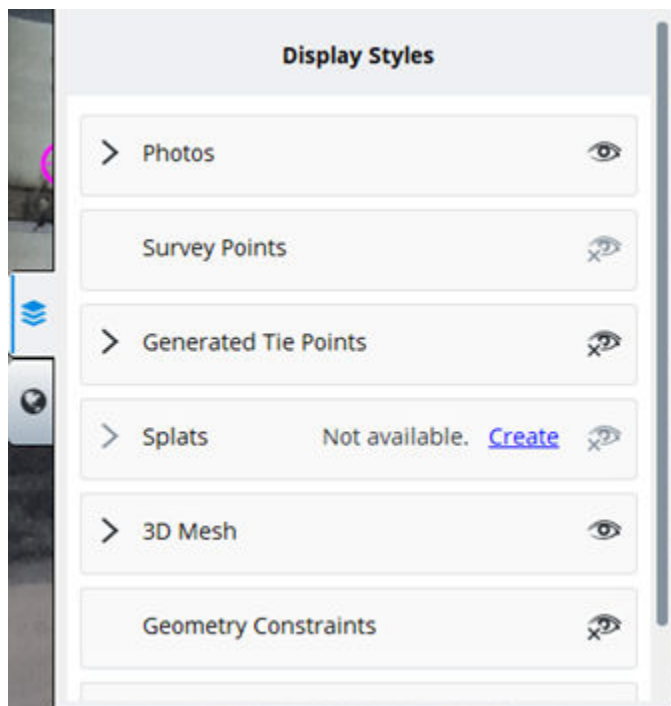 Display Styles
Photos
Survey Points
Generated Tie Points
Splats Not available. Create
3D Mesh
Geometry Constraints